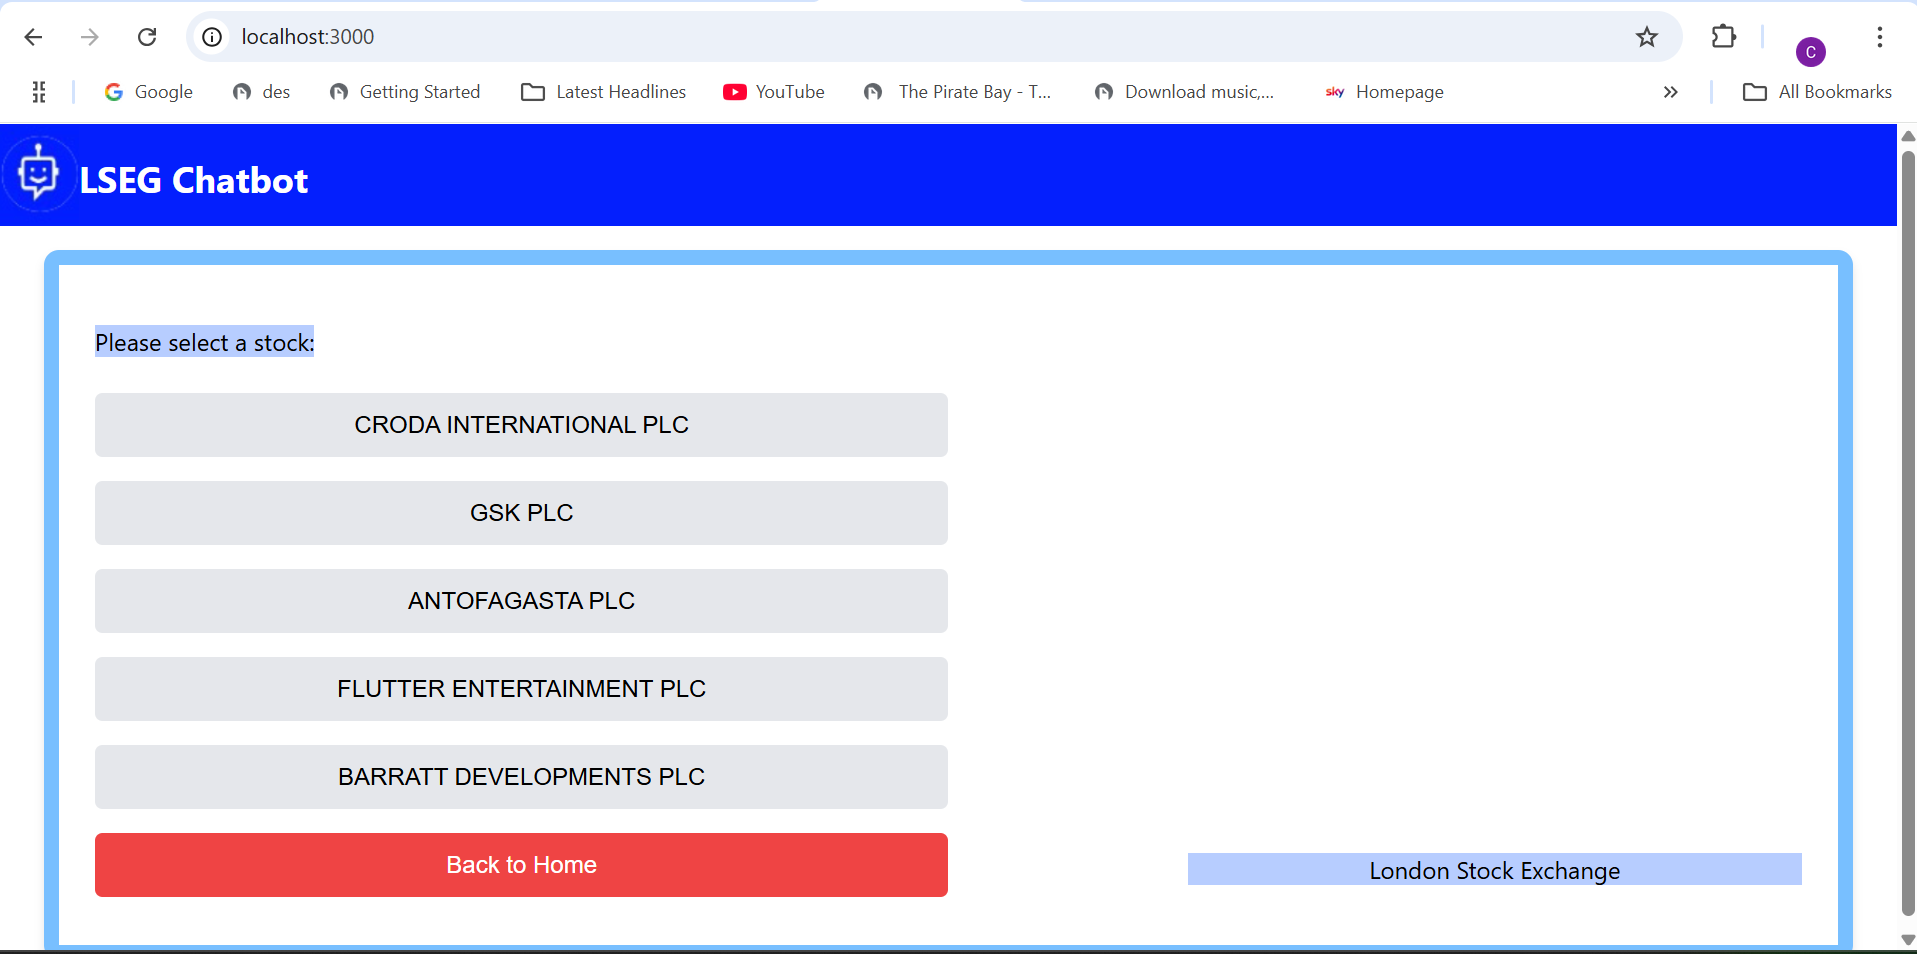 localhost:3000
C
Google
des
Getting Started
Latest Headlines
YouTube
The Pirate Bay - T...
Download music,...
sky
Homepage
All Bookmarks
LSEG Chatbot
Please select a stock:
CRODA INTERNATIONAL PLC
GSK PLC
ANTOFAGASTA PLC
FLUTTER ENTERTAINMENT PLC
BARRATT DEVELOPMENTS PLC
Back to Home
London Stock Exchange